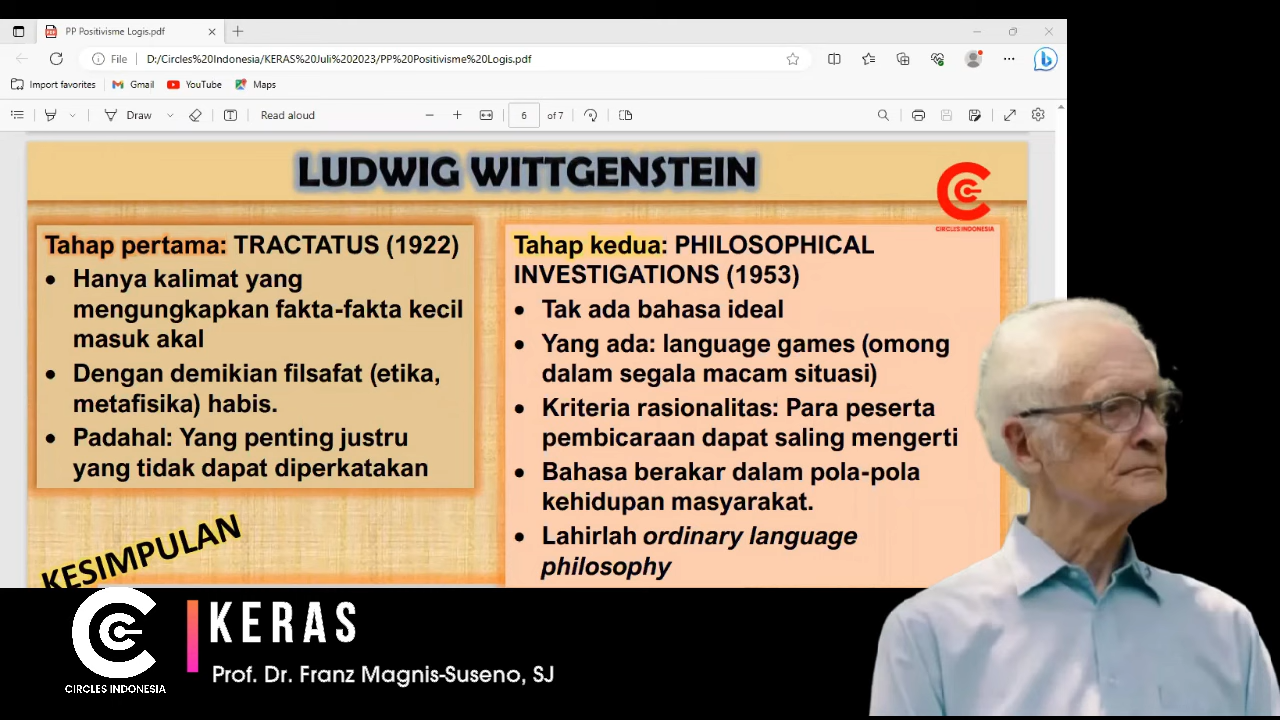 PP Positivisme Logis.pdf
File
D:/Circles%20Indonesia/KERAS%20Juli%202023/PP%20Positivisme%20Logis.pdf
Import favorites
Gmail
YouTube
Maps
Draw
Read aloud
6
of 7
LUDWIG WITTGENSTEIN
CIRCLES INDONESIA
Tahap pertama: TRACTATUS (1922)
• Hanya kalimat yang
mengungkapkan fakta-fakta kecil
masuk akal
• Dengan demikian filsafat (etika,
metafisika) habis.
• Padahal: Yang penting justru
yang tidak dapat diperkatakan
Tahap kedua: PHILOSOPHICAL
INVESTIGATIONS (1953)
• Tak ada bahasa ideal
• Yang ada: language games (omong
dalam segala macam situasi)
• Kriteria rasionalitas: Para peserta
pembicaraan dapat saling mengerti
• Bahasa berakar dalam pola-pola
kehidupan masyarakat.
• Lahirlah ordinary language
philosophy
KESIMPULAN
CIRCLES INDONESIA
KERAS
Prof. Dr. Franz Magnis-Suseno, SJ